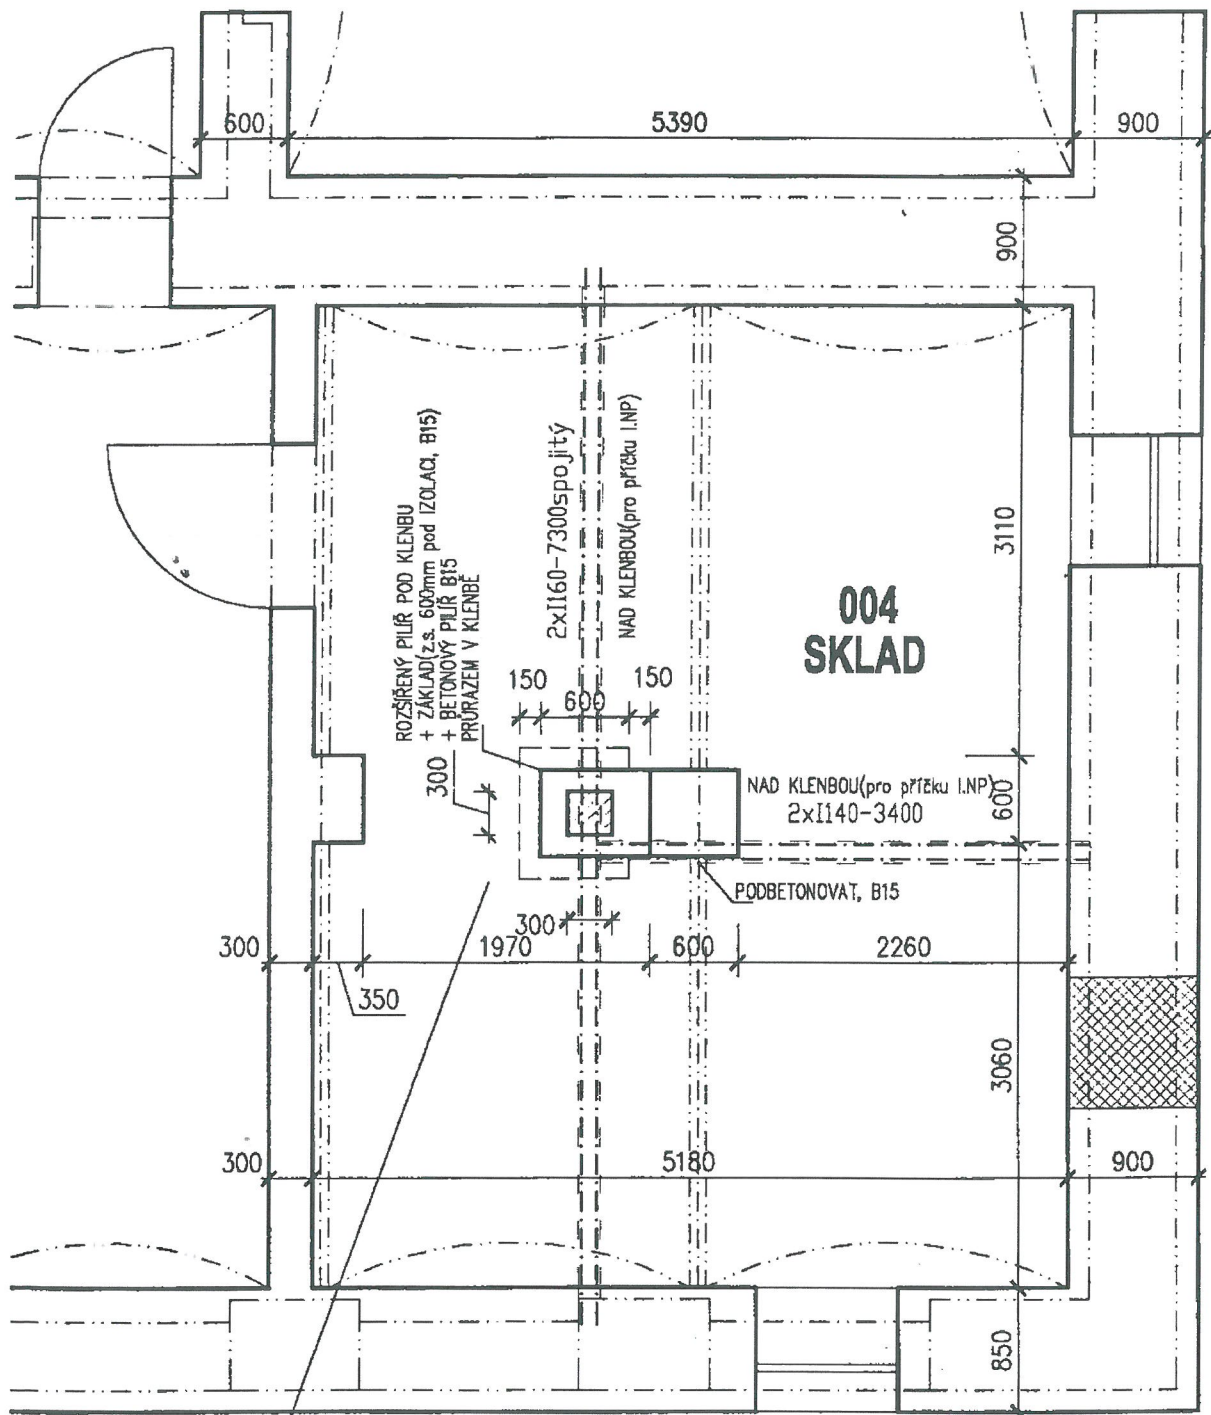 600
5390
900
900
ROZŠÍŘENÝ PILÍŘ POD KLENBU
+ ZÁKLAD(z.s. 600mm pod IZOLACI, B15)
+ BETONOVÝ PILÍŘ B15
PRŮRAZEM V KLENBĚ
2xI160-7300spojitý
NAD KLENBOU(pro příčku I.NP)
3110
004
SKLAD
150
600
150
300
NAD KLENBOU(pro příčku I.NP)
2xI140-3400
600
PODBETONOVAT, B15
300
300
1970
600
2260
350
3060
300
5180
900
850